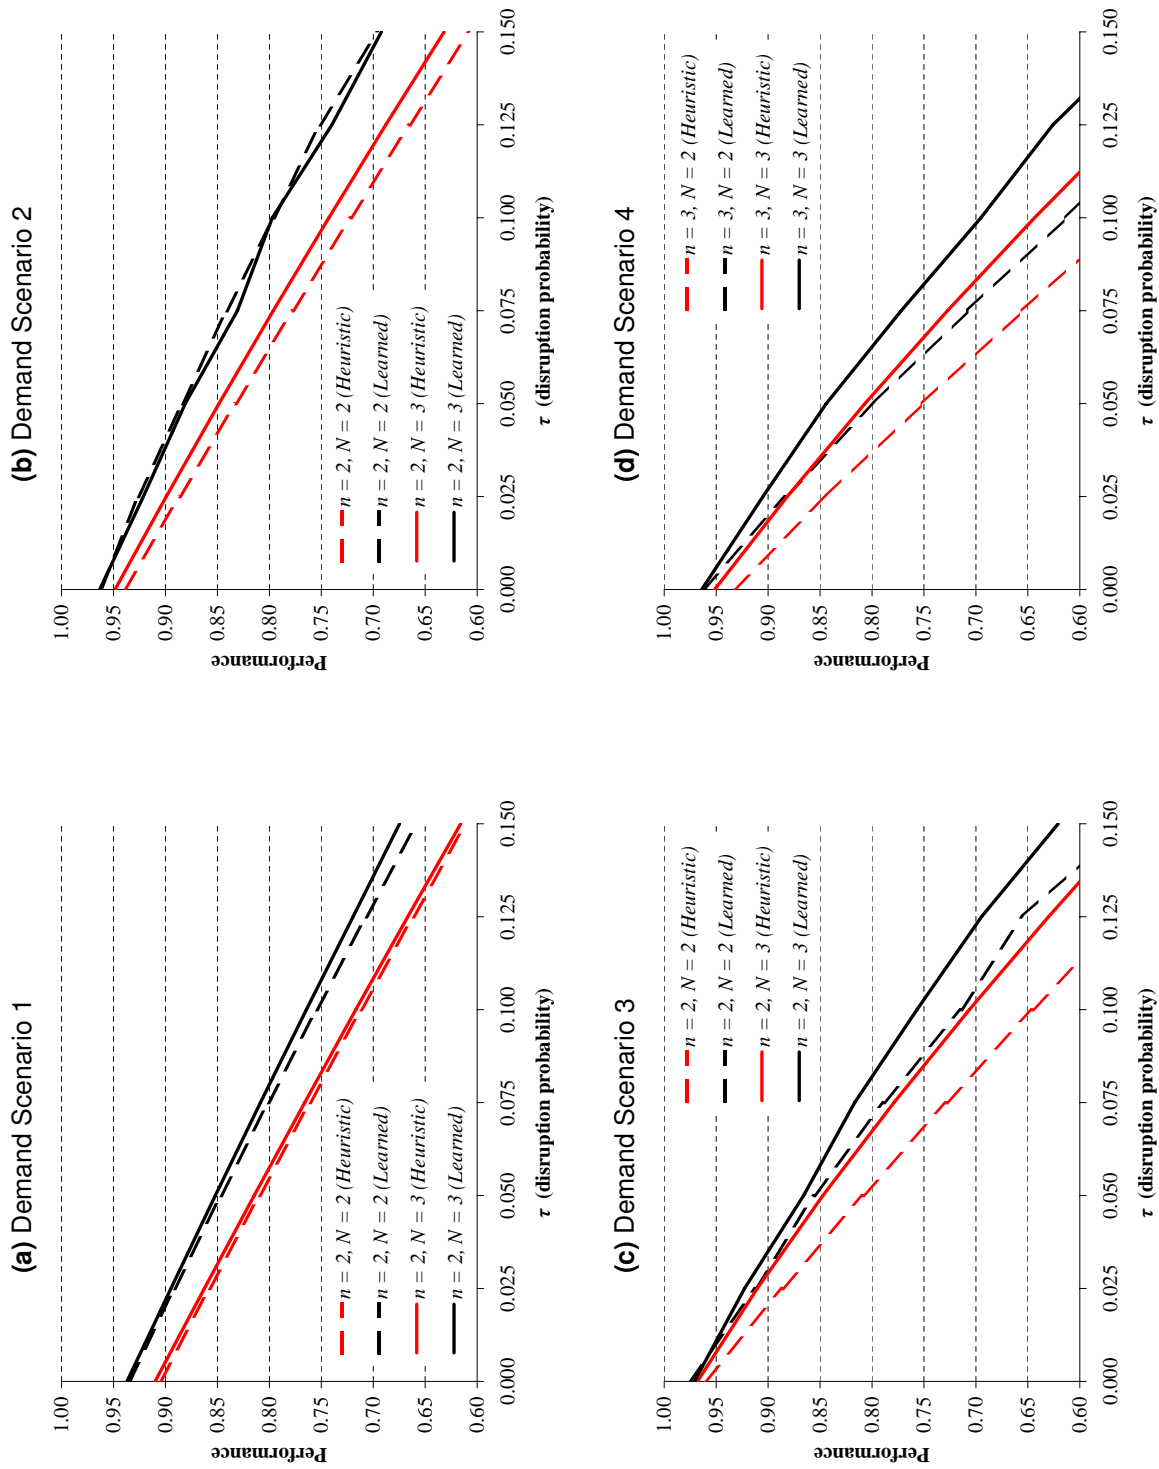 (a) Demand Scenario 1
Performance
1.00
0.95
0.90
0.85
0.80
0.75
0.70
0.65
0.60
n = 2, N = 2 (Heuristic)
n = 2, N = 2 (Learned)
n = 2, N = 3 (Heuristic)
n = 2, N = 3 (Learned)
0.000 0.025 0.050 0.075 0.100 0.125 0.150
τ (disruption probability)
(b) Demand Scenario 2
Performance
1.00
0.95
0.90
0.85
0.80
0.75
0.70
0.65
0.60
n = 2, N = 2 (Heuristic)
n = 2, N = 2 (Learned)
n = 2, N = 3 (Heuristic)
n = 2, N = 3 (Learned)
0.000 0.025 0.050 0.075 0.100 0.125 0.150
τ (disruption probability)
(c) Demand Scenario 3
Performance
1.00
0.95
0.90
0.85
0.80
0.75
0.70
0.65
0.60
n = 2, N = 2 (Heuristic)
n = 2, N = 2 (Learned)
n = 2, N = 3 (Heuristic)
n = 2, N = 3 (Learned)
0.000 0.025 0.050 0.075 0.100 0.125 0.150
τ (disruption probability)
(d) Demand Scenario 4
Performance
1.00
0.95
0.90
0.85
0.80
0.75
0.70
0.65
0.60
n = 3, N = 2 (Heuristic)
n = 3, N = 2 (Learned)
n = 3, N = 3 (Heuristic)
n = 3, N = 3 (Learned)
0.000 0.025 0.050 0.075 0.100 0.125 0.150
τ (disruption probability)